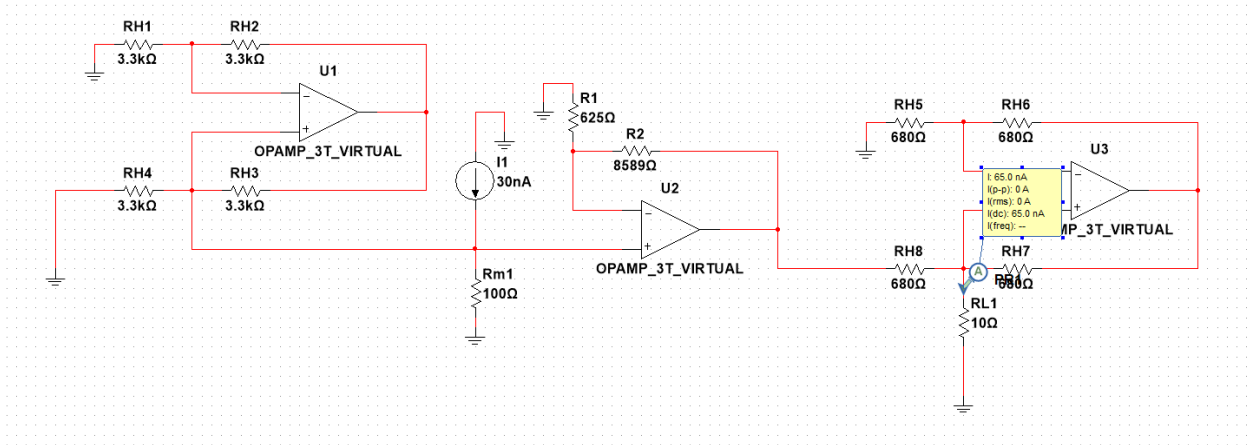 RH1
3.3kΩ
RH2
3.3kΩ
U1
OPAMP_3T_VIRTUAL
RH4
3.3kΩ
RH3
3.3kΩ
I1
30nA
Rm1
100Ω
R1
625Ω
R2
8589Ω
U2
OPAMP_3T_VIRTUAL
RH5
680Ω
RH6
680Ω
U3
I: 65.0 nA
I(p-p): 0 A
I(rms): 0 A
I(dc): 65.0 nA
I(freq): --
MP_3T_VIRTUAL
RH8
680Ω
A
PR1
RH7
680Ω
RL1
10Ω